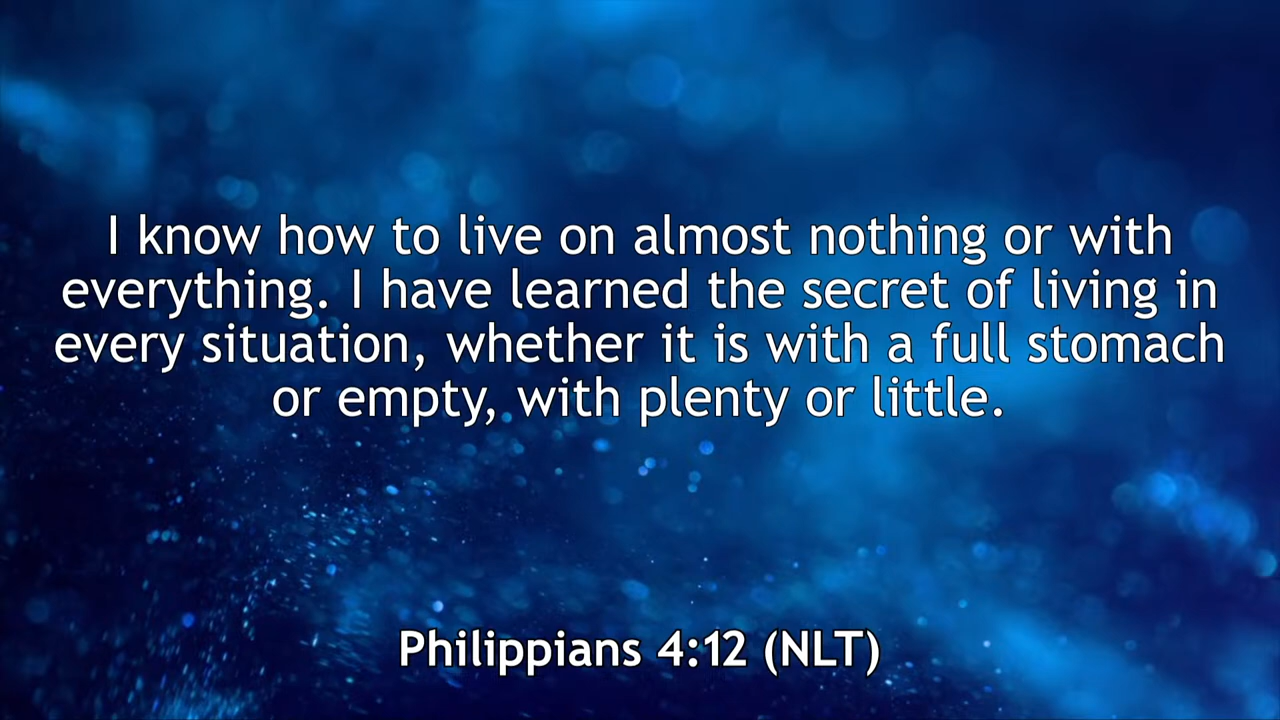 I know how to live on almost nothing or with
everything. I have learned the secret of living in
every situation, whether it is with a full stomach
or empty, with plenty or little.
Philippians 4:12 (NLT)